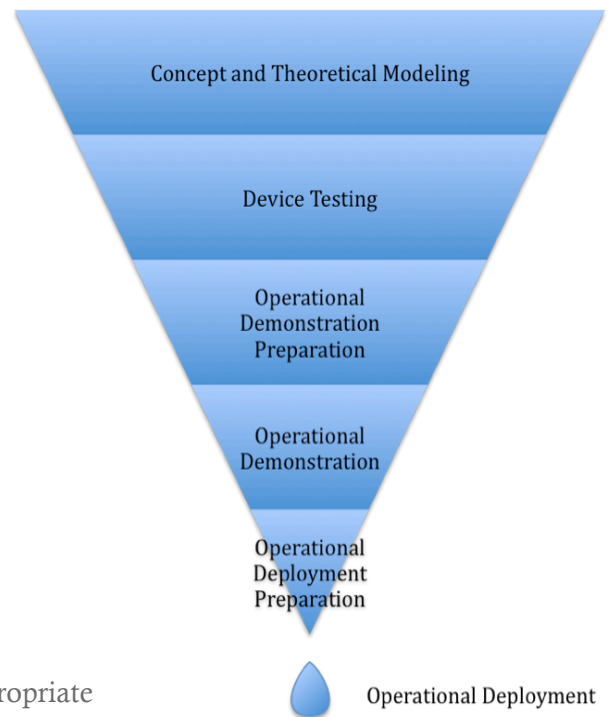 Concept and Theoretical Modeling
Device Testing
Operational
Demonstration
Preparation
Operational
Demonstration
Operational
Deployment
Preparation
ropriate
Operational Deployment